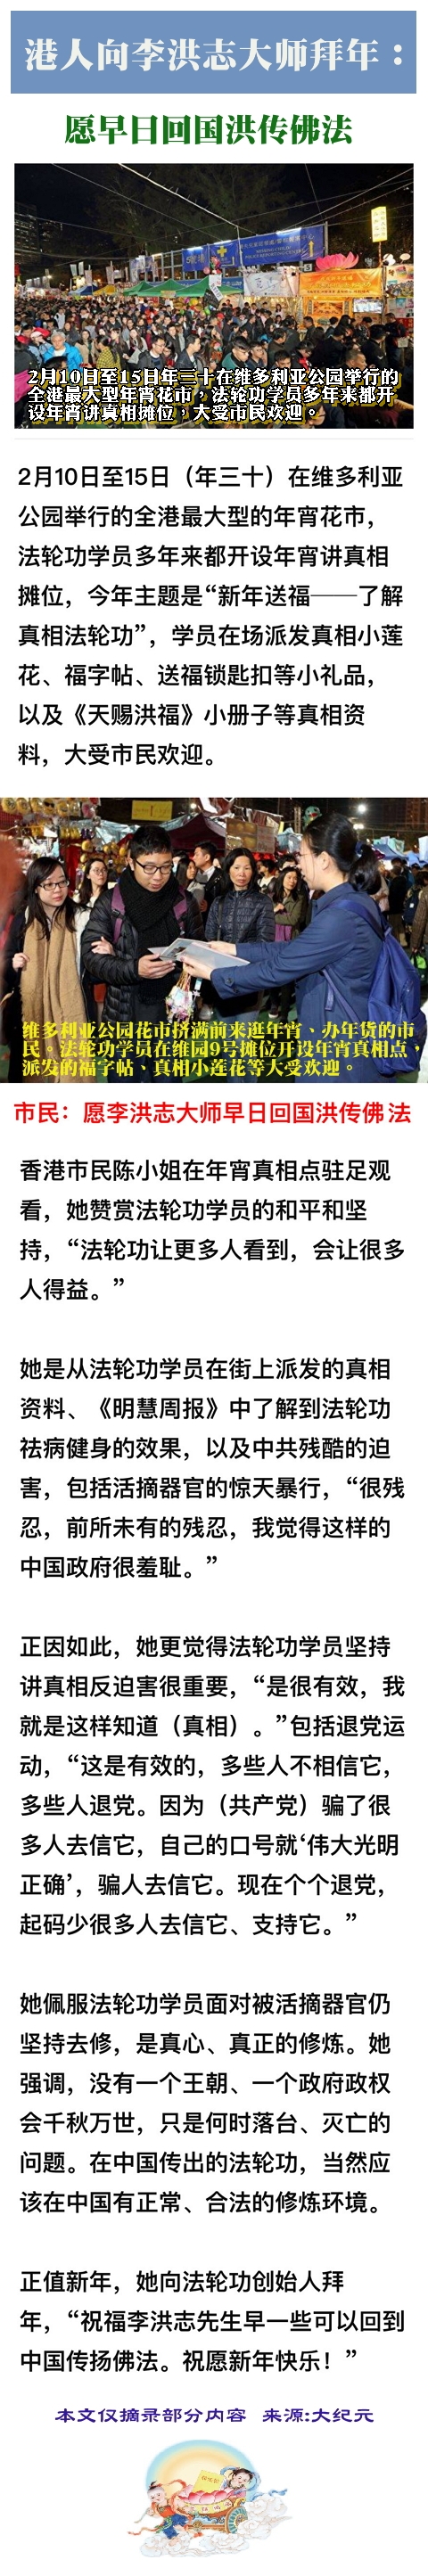 港人向李洪志大师拜年：
愿早日回国洪传佛法
2月10日至15日年三十在维多利亚公园举行的
全港最大型年宵花市，法轮功学员多年来都开
设年宵讲真相摊位，大受市民欢迎。
2月10日至15日（年三十）在维多利亚
公园举行的全港最大型的年宵花市，
法轮功学员多年来都开设年宵讲真相
摊位，今年主题是“新年送福——了解
真相法轮功”，学员在场派发真相小莲
花、福字帖、送福锁匙扣等小礼品，
以及《天赐洪福》小册子等真相资
料，大受市民欢迎。
维多利亚公园花市挤满前来逛年宵、办年货的市
民。法轮功学员在维园9号摊位开设年宵真相点，
派发的福字帖、真相小莲花等大受欢迎。
市民：愿李洪志大师早日回国洪传佛法
香港市民陈小姐在年宵真相点驻足观
看，她赞赏法轮功学员的和平和坚
持，“法轮功让更多人看到，会让很多
人得益。”
她是从法轮功学员在街上派发的真相
资料、《明慧周报》中了解到法轮功
祛病健身的效果，以及中共残酷的迫
害，包括活摘器官的惊天暴行，“很残
忍，前所未有的残忍，我觉得这样的
中国政府很羞耻。”
正因如此，她更觉得法轮功学员坚持
讲真相反迫害很重要，“是很有效，我
就是这样知道（真相）。”包括退党运
动，“这是有效的，多些人不相信它，
多些人退党。因为（共产党）骗了很
多人去信它，自己的口号就‘伟大光明
正确’，骗人去信它。现在个个退党，
起码少很多人去信它、支持它。”
她佩服法轮功学员面对被活摘器官仍
坚持去修，是真心、真正的修炼。她
强调，没有一个王朝、一个政府政权
会千秋万世，只是何时落台、灭亡的
问题。在中国传出的法轮功，当然应
该在中国有正常、合法的修炼环境。
正值新年，她向法轮功创始人拜
年，“祝福李洪志先生早一些可以回到
中国传扬佛法。祝愿新年快乐！”
本文仅摘录部分内容 来源:大纪元